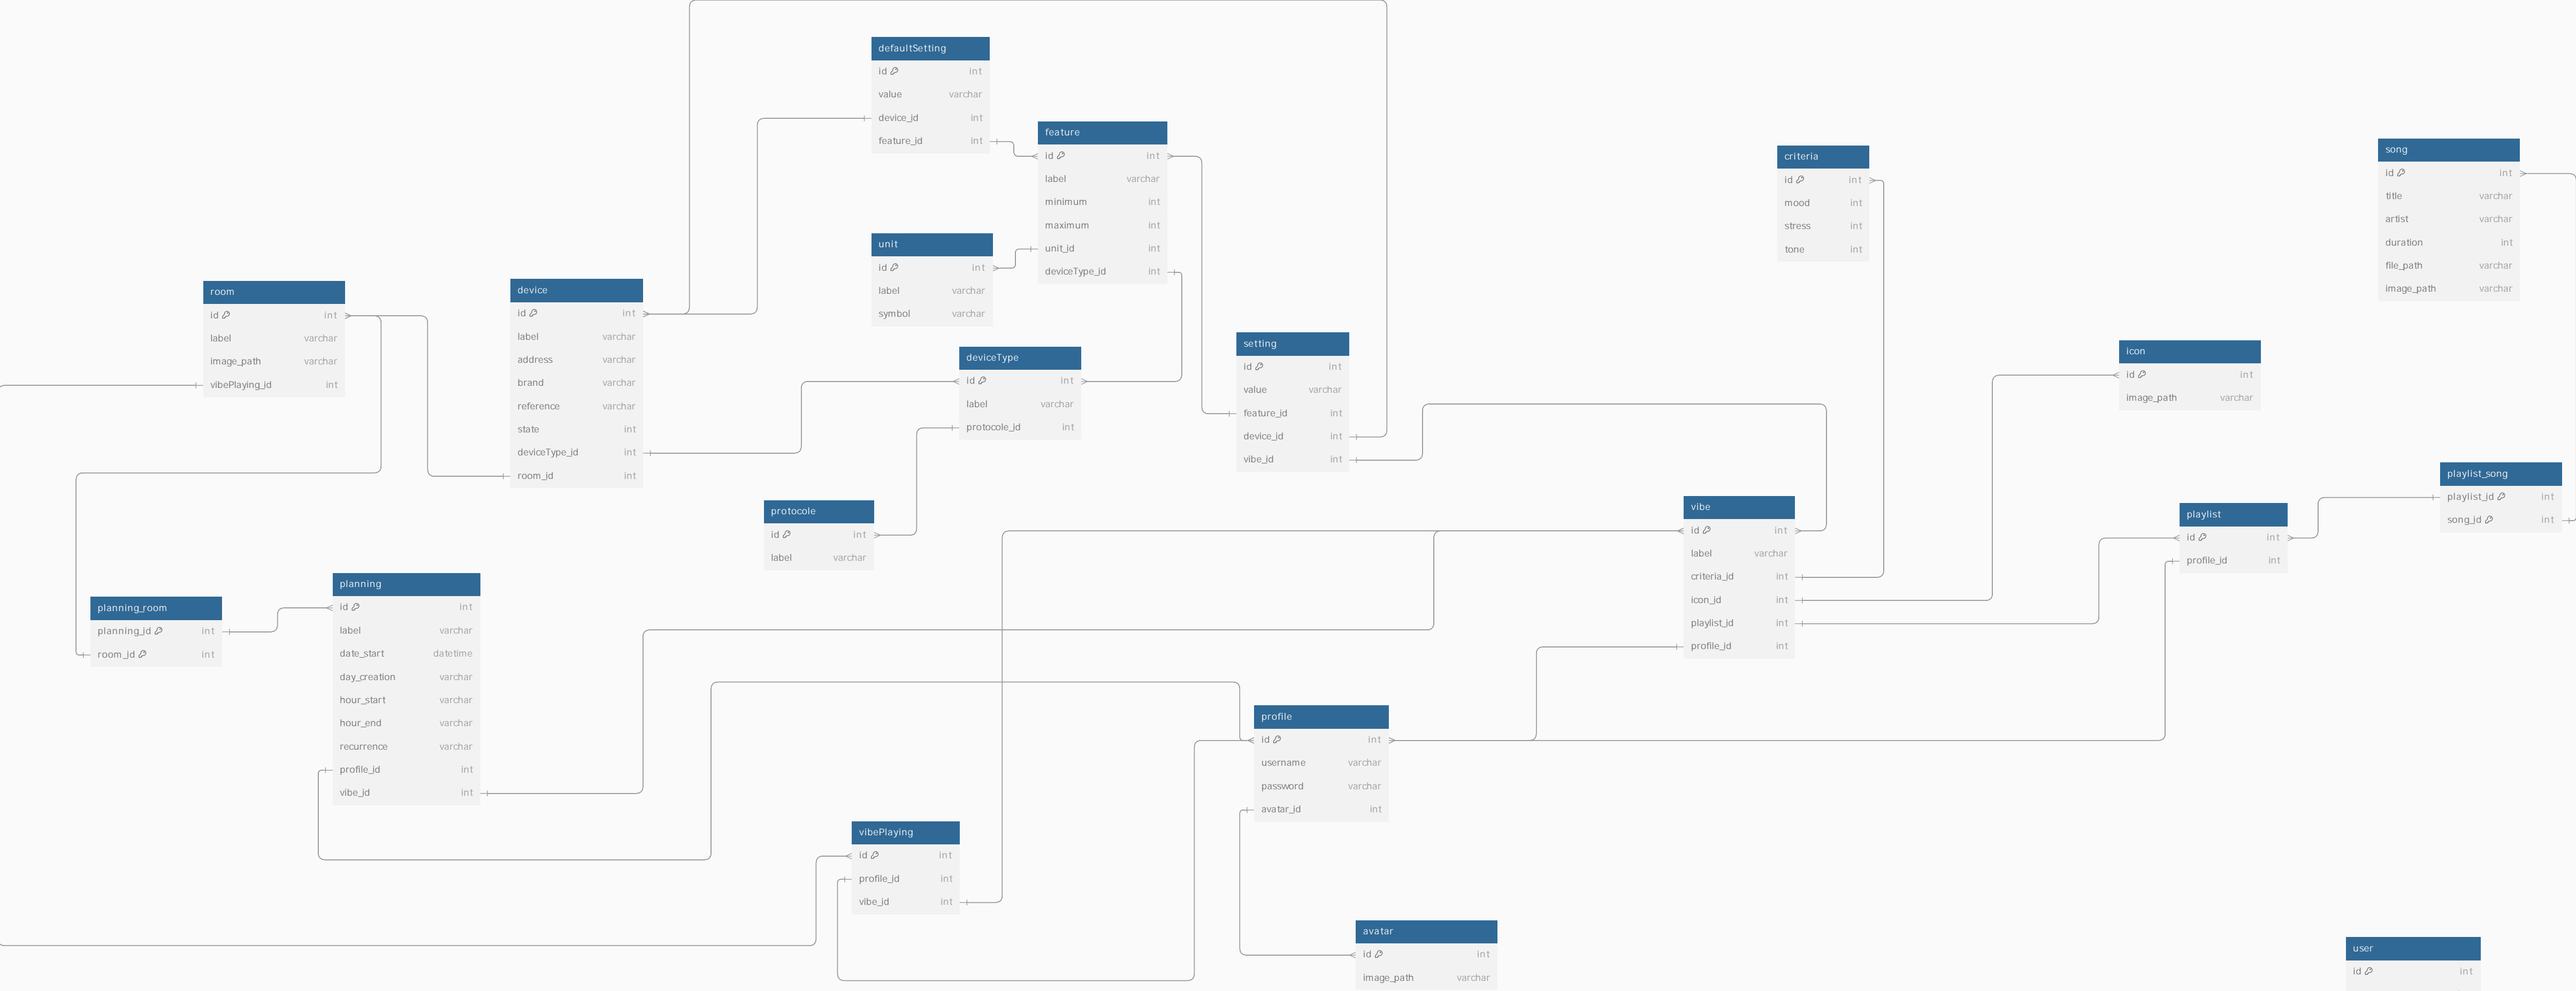 defaultSetting
id int
value varchar
device_id int
feature_id int
feature
id int
label varchar
minimum int
maximum int
unit_id int
deviceType_id int
criteria
id int
mood int
stress int
tone int
song
id int
title varchar
artist varchar
duration int
file_path varchar
image_path varchar
unit
id int
label varchar
symbol varchar
room
id int
label varchar
image_path varchar
vibePlaying_id int
device
id int
label varchar
address varchar
brand varchar
reference varchar
state int
deviceType_id int
room_id int
deviceType
id int
label varchar
protocole_id int
setting
id int
value varchar
feature_id int
device_id int
vibe_id int
icon
id int
image_path varchar
playlist_song
playlist_id int
song_id int
protocole
id int
label varchar
vibe
id int
label varchar
criteria_id int
icon_id int
playlist_id int
profile_id int
playlist
id int
profile_id int
planning_room
planning_id int
room_id int
planning
id int
label varchar
date_start datetime
day_creation varchar
hour_start varchar
hour_end varchar
recurrence varchar
profile_id int
vibe_id int
profile
id int
username varchar
password varchar
avatar_id int
vibePlaying
id int
profile_id int
vibe_id int
avatar
id int
image_path varchar
user
id int